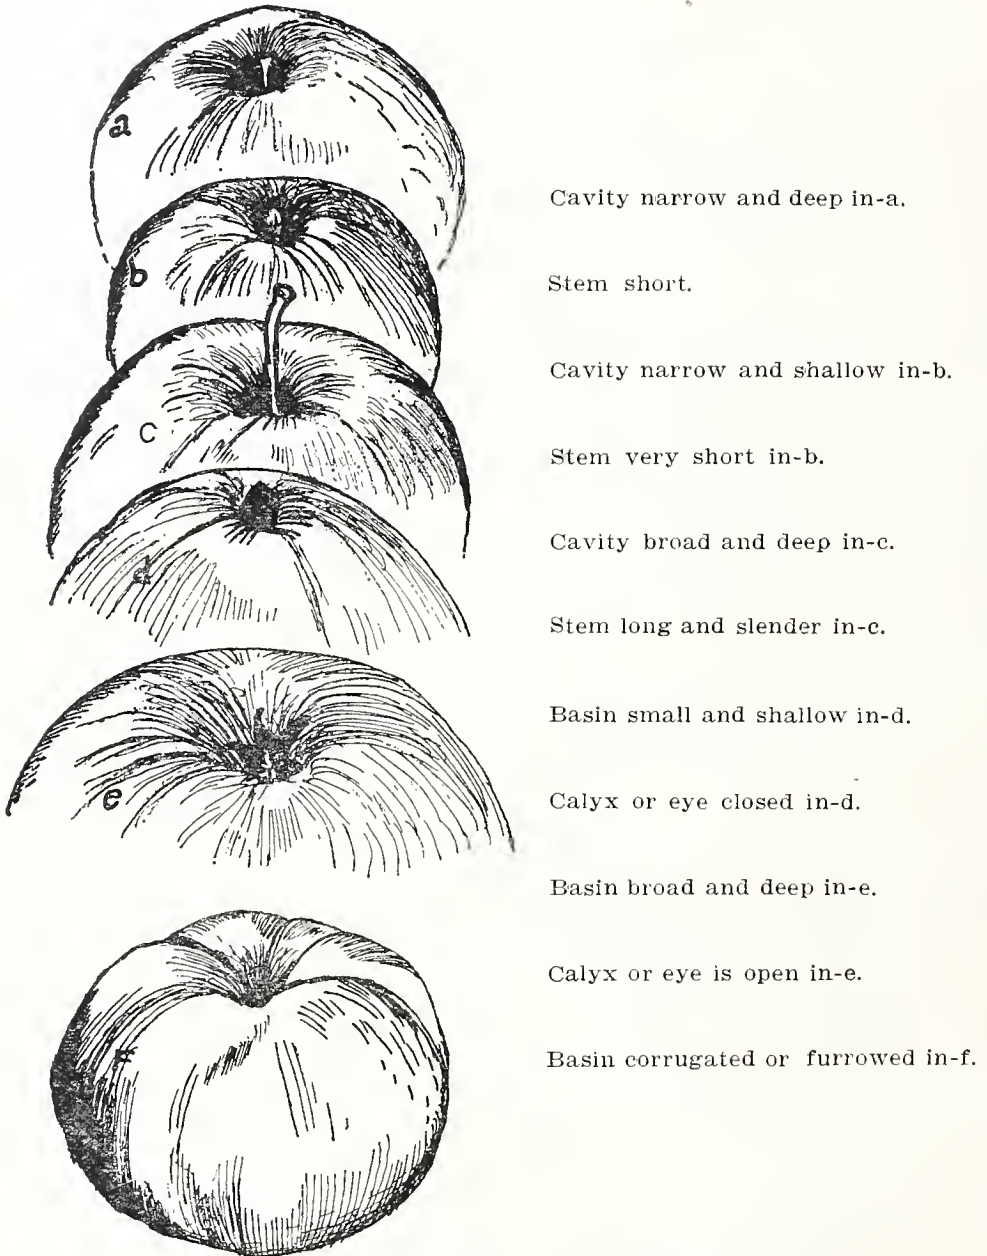 a
Cavity narrow and deep in-a.
b
Stem short.
Cavity narrow and shallow in-b.
c
Stem very short in-b.
Cavity broad and deep in-c.
d
Stem long and slender in-c.
Basin small and shallow in-d.
e
Calyx or eye closed in-d.
Basin broad and deep in-e.
Calyx or eye is open in-e.
Basin corrugated or furrowed in-f.